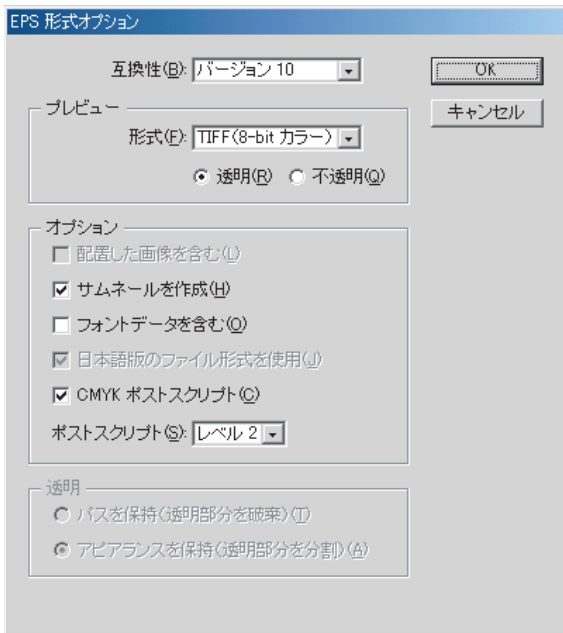 EPS 形式オプション
互換性(B): バージョン 10
OK
キャンセル
プレビュー
形式(F): TIFF(8-bit カラー)
透明(R) 不透明(Q)
オプション
配置した画像を含む(L)
サムネールを作成(H)
フォントデータを含む(O)
日本語版のファイル形式を使用(J)
CMYK ポストスクリプト(C)
ポストスクリプト(S): レベル 2
透明
パスを保持(透明部分を破棄)(T)
アピアランスを保持(透明部分を分割)(A)